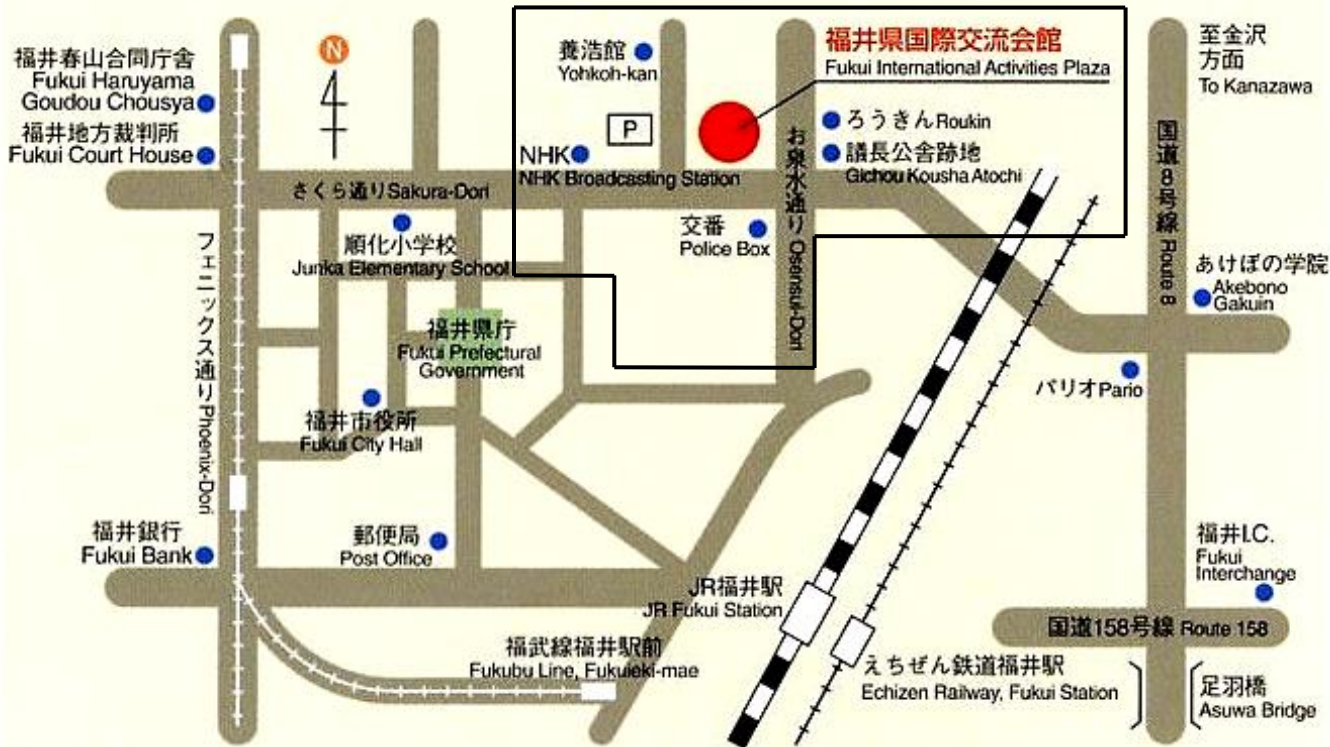 福井春山合同庁舎
Fukui Haruyama
Goudou Chousya
福井地方裁判所
Fukui Court House
N
養浩館
Yohkoh-kan
福井県国際交流会館
Fukui International Activities Plaza
至金沢
方面
To Kanazawa
P
NHK
NHK Broadcasting Station
ろうきん Roukin
議長公舎跡地
Gichou Kousha Atochi
さくら通り Sakura-Dori
お泉水通り Osensui-Dori
国道8号線 Route 8
順化小学校
Junka Elementary School
交番
Police Box
フェニックス通り Phoenix-Dori
あけぼの学院
Akebono
Gakuin
福井県庁
Fukui Prefectural
Government
パリオ Pario
福井市役所
Fukui City Hall
福井銀行
Fukui Bank
郵便局
Post Office
福井I.C.
Fukui
Interchange
JR福井駅
JR Fukui Station
国道158号線 Route 158
福武線福井駅前
Fukubu Line, Fukuieki-mae
えちぜん鉄道福井駅
Echizen Railway, Fukui Station
足羽橋
Asuwa Bridge